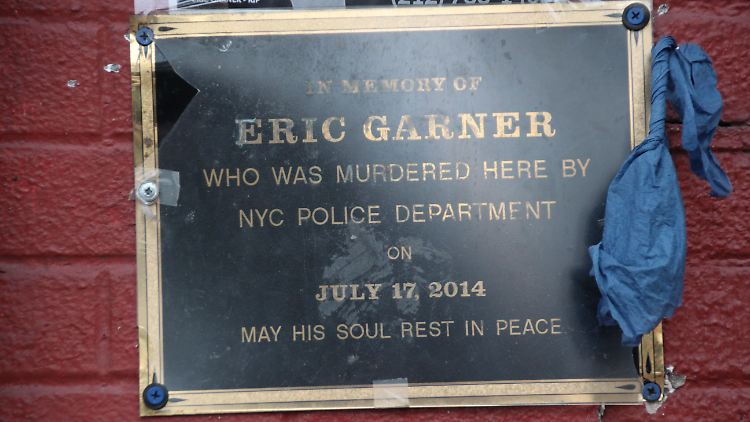 IN MEMORY OF
ERIC GARNER
WHO WAS MURDERED HERE BY
NYC POLICE DEPARTMENT
ON
JULY 17, 2014
MAY HIS SOUL REST IN PEACE